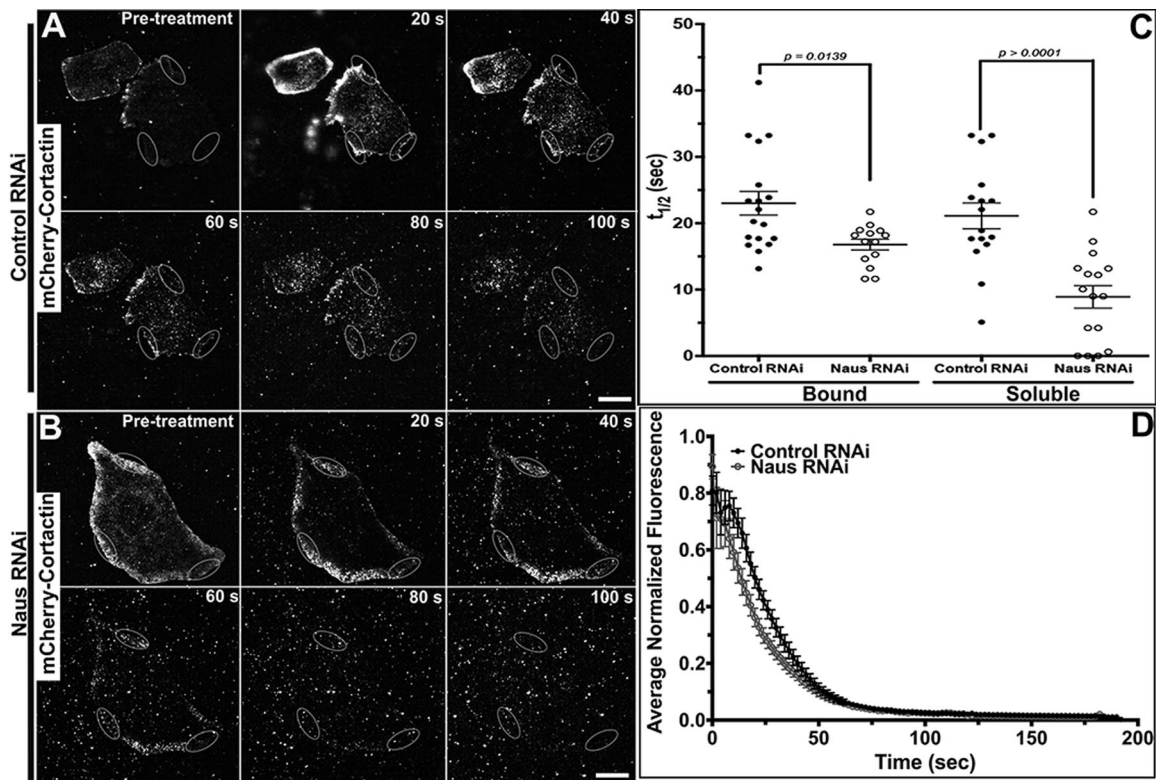 Control RNAi
mCherry-Cortactin
A
Pre-treatment
20 s
40 s
60 s
80 s
100 s
Naus RNAi
mCherry-Cortactin
B
Pre-treatment
20 s
40 s
60 s
80 s
100 s
C
t1/2 (sec)
50
40
30
20
10
0
p = 0.0139
p > 0.0001
Control RNAi Naus RNAi Control RNAi Naus RNAi
Bound Soluble
D
Average Normalized Fluorescence
1.0
0.8
0.6
0.4
0.2
0.0
Control RNAi
Naus RNAi
0 50 100 150 200
Time (sec)